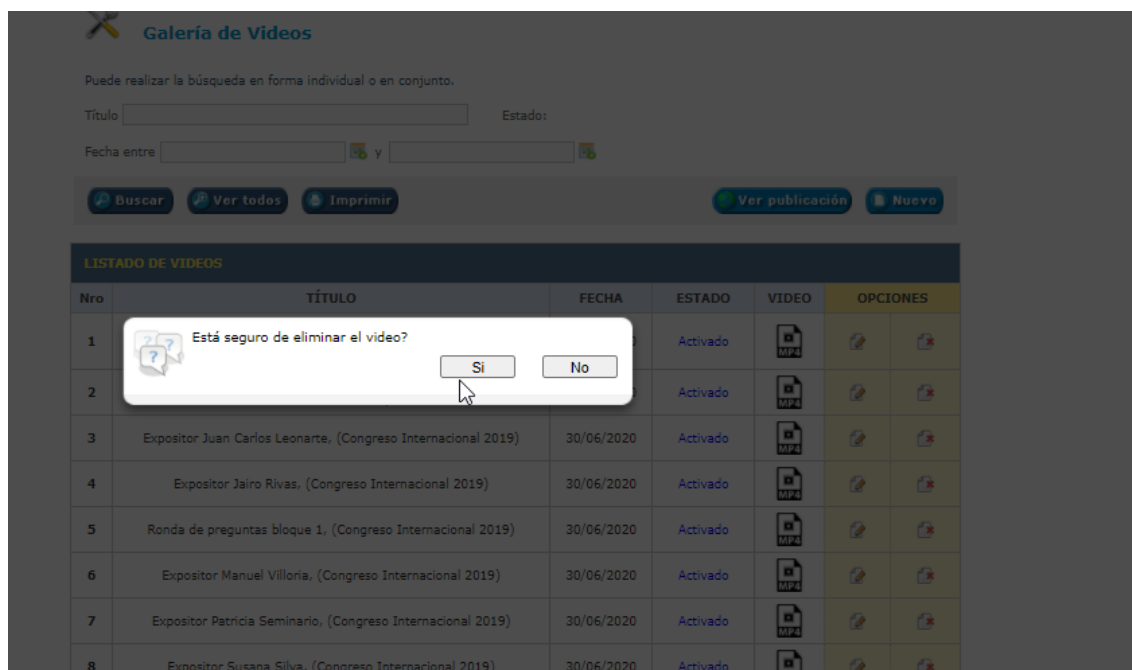 Galería de Videos
Puede realizar la búsqueda en forma individual o en conjunto.
Título Estado:
Fecha entre y
Buscar Ver todos Imprimir Ver publicación Nuevo
LISTADO DE VIDEOS
Nro TÍTULO FECHA ESTADO VIDEO OPCIONES
Está seguro de eliminar el video?
1 Activado MP4
Si No
2 Activado MP4
3 Expositor Juan Carlos Leonarte, (Congreso Internacional 2019) 30/06/2020 Activado MP4
4 Expositor Jairo Rivas, (Congreso Internacional 2019) 30/06/2020 Activado MP4
5 Ronda de preguntas bloque 1, (Congreso Internacional 2019) 30/06/2020 Activado MP4
6 Expositor Manuel Villoria, (Congreso Internacional 2019) 30/06/2020 Activado MP4
7 Expositor Patricia Seminario, (Congreso Internacional 2019) 30/06/2020 Activado MP4
8 Expositor Susana Silva, (Congreso Internacional 2019) 30/06/2020 Activado